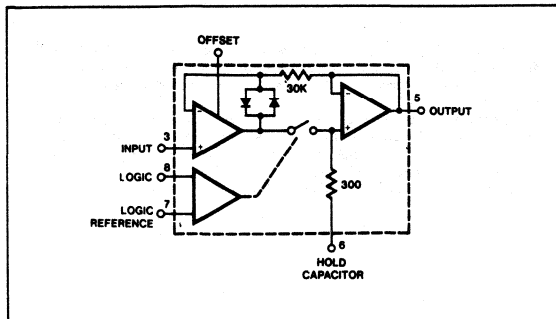 OFFSET
30K
5
OUTPUT
3
INPUT
8
LOGIC
7
LOGIC
REFERENCE
300
6
HOLD
CAPACITOR